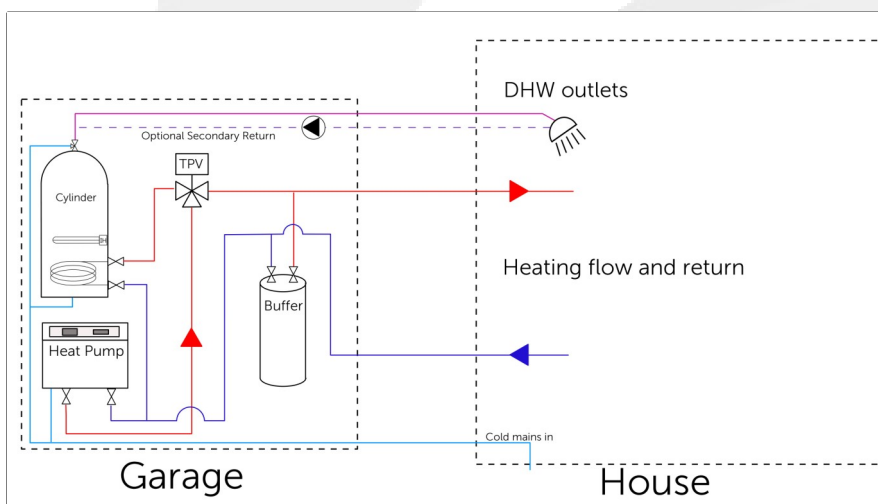 DHW outlets
Optional Secondary Return
TPV
Cylinder
Heating flow and return
Buffer
Heat Pump
Cold mains in
Garage
House